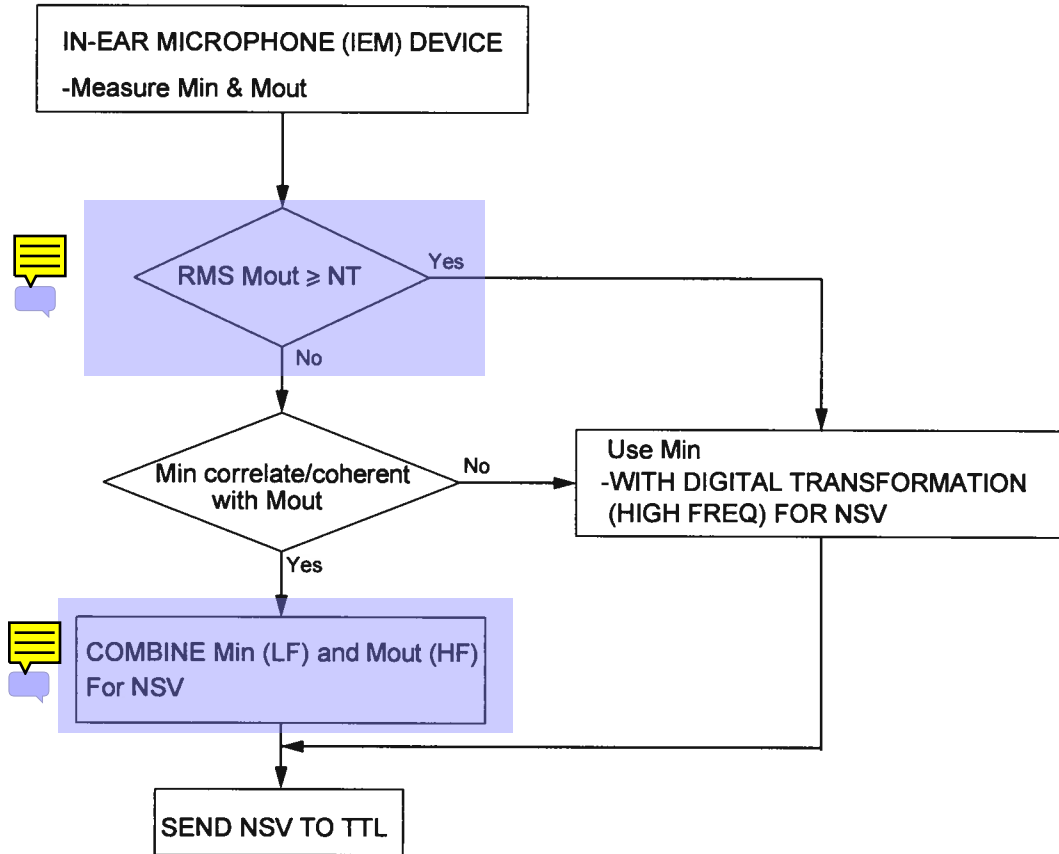 IN-EAR MICROPHONE (IEM) DEVICE
-Measure Min & Mout
RMS Mout ⩾ NT
Yes
No
Min correlate/coherent
with Mout
No
Yes
Use Min
-WITH DIGITAL TRANSFORMATION
(HIGH FREQ) FOR NSV
COMBINE Min (LF) and Mout (HF)
For NSV
SEND NSV TO TTL